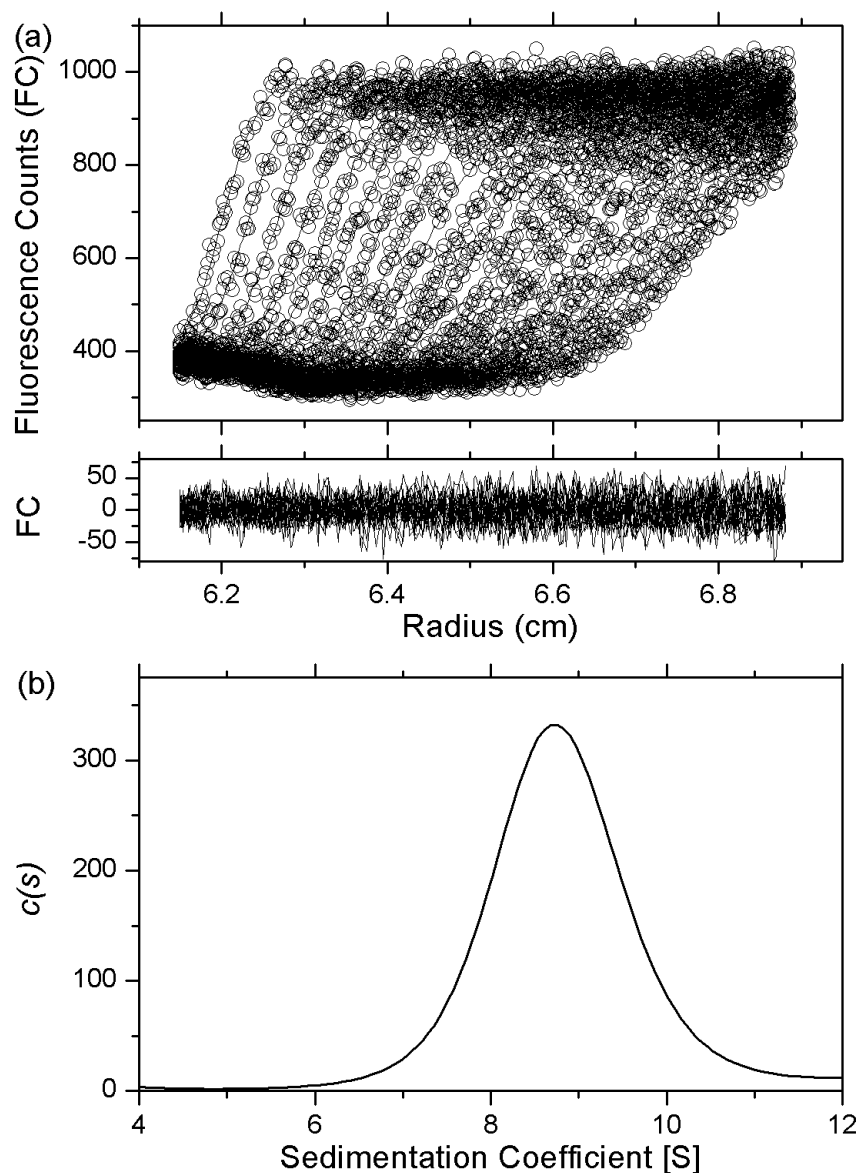 (a)
Fluorescence Counts (FC)
1000
800
600
400
FC
50
0
-50
6.2 6.4 6.6 6.8
Radius (cm)
(b)
c(s)
300
200
100
0
4 6 8 10 12
Sedimentation Coefficient [S]